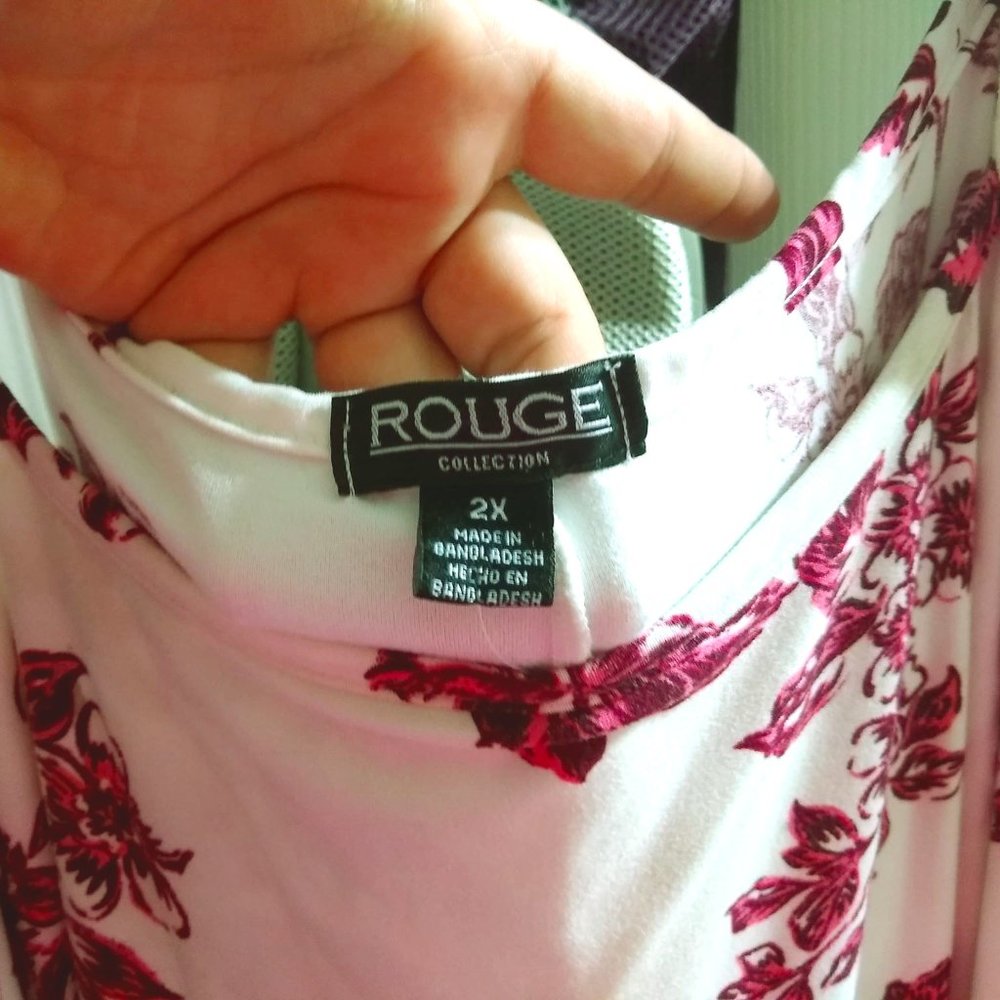 ROUGE
COLLECTION
2X
MADE IN
BANGLADESH
HECHO EN
BANGLADESH